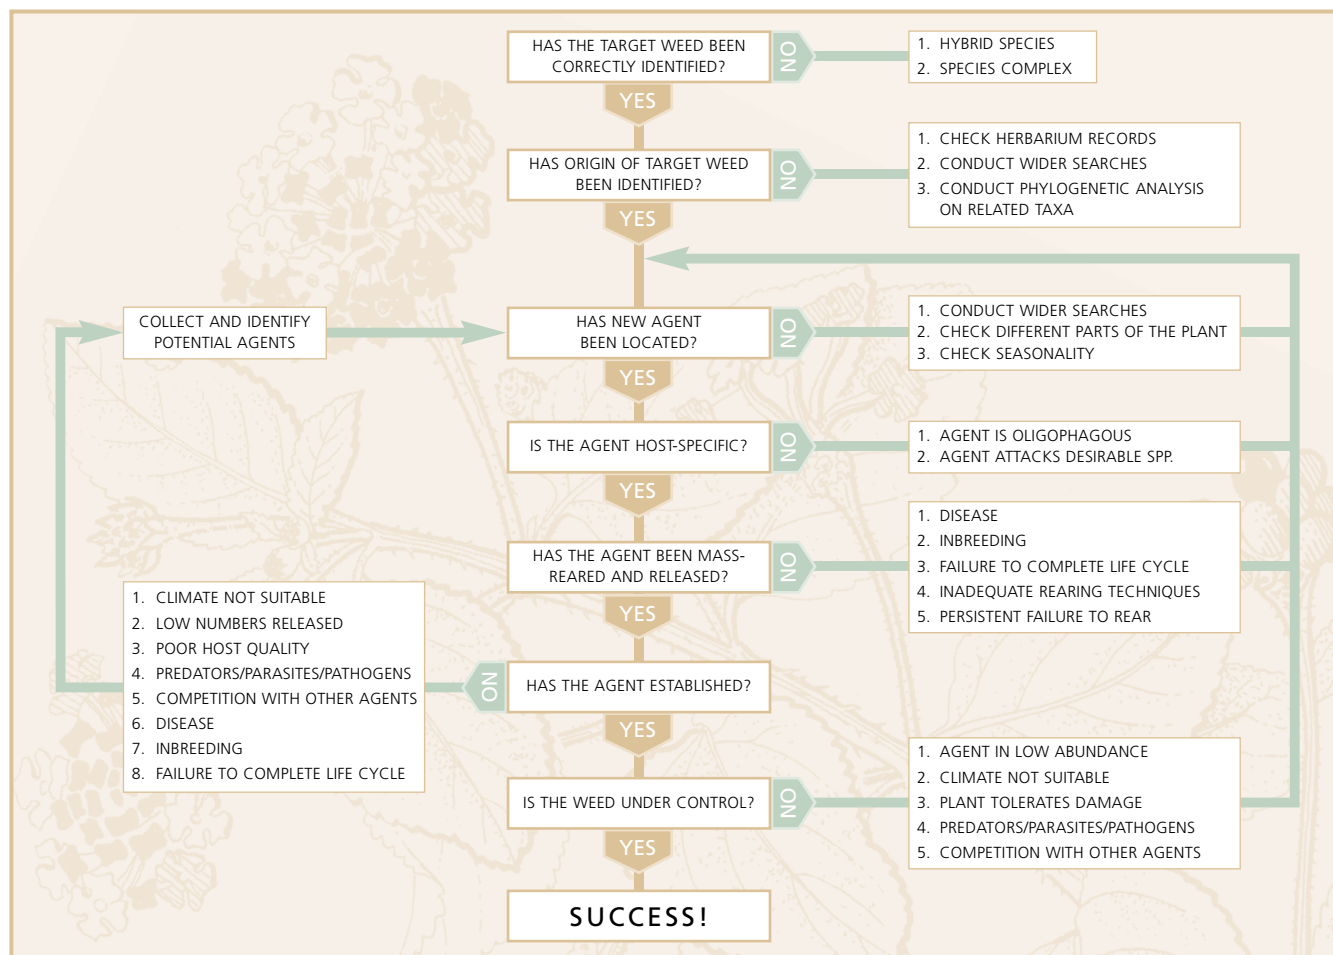 HAS THE TARGET WEED BEEN
CORRECTLY IDENTIFIED?
NO
1. HYBRID SPECIES
2. SPECIES COMPLEX
YES
HAS ORIGIN OF TARGET WEED
BEEN IDENTIFIED?
NO
1. CHECK HERBARIUM RECORDS
2. CONDUCT WIDER SEARCHES
3. CONDUCT PHYLOGENETIC ANALYSIS
ON RELATED TAXA
YES
COLLECT AND IDENTIFY
POTENTIAL AGENTS
HAS NEW AGENT
BEEN LOCATED?
NO
1. CONDUCT WIDER SEARCHES
2. CHECK DIFFERENT PARTS OF THE PLANT
3. CHECK SEASONALITY
YES
IS THE AGENT HOST-SPECIFIC?
NO
1. AGENT IS OLIGOPHAGOUS
2. AGENT ATTACKS DESIRABLE SPP.
YES
HAS THE AGENT BEEN MASS-
REARED AND RELEASED?
NO
1. DISEASE
2. INBREEDING
3. FAILURE TO COMPLETE LIFE CYCLE
4. INADEQUATE REARING TECHNIQUES
5. PERSISTENT FAILURE TO REAR
YES
HAS THE AGENT ESTABLISHED?
NO
1. CLIMATE NOT SUITABLE
2. LOW NUMBERS RELEASED
3. POOR HOST QUALITY
4. PREDATORS/PARASITES/PATHOGENS
5. COMPETITION WITH OTHER AGENTS
6. DISEASE
7. INBREEDING
8. FAILURE TO COMPLETE LIFE CYCLE
YES
IS THE WEED UNDER CONTROL?
NO
1. AGENT IN LOW ABUNDANCE
2. CLIMATE NOT SUITABLE
3. PLANT TOLERATES DAMAGE
4. PREDATORS/PARASITES/PATHOGENS
5. COMPETITION WITH OTHER AGENTS
YES
SUCCESS!